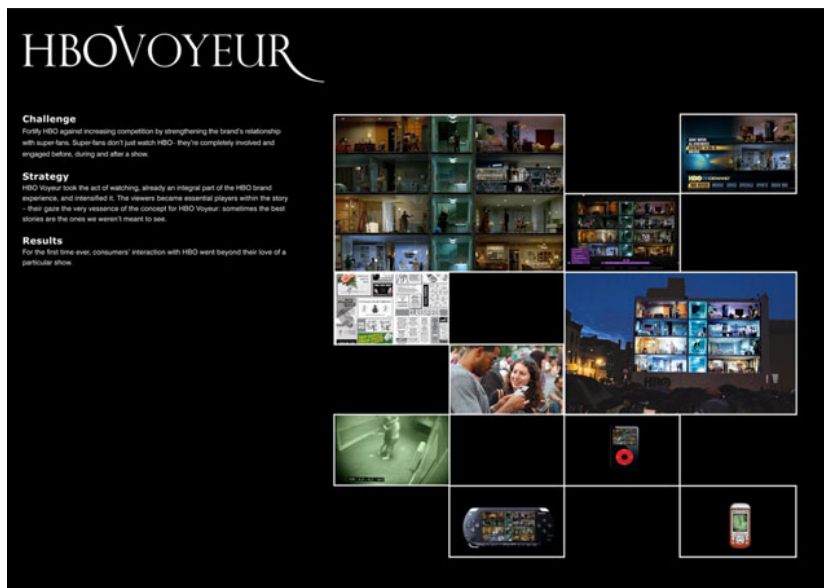 HBOVOYEUR
Challenge
Fortify HBO against increasing competition by strengthening the brand's relationship
with super-fans. Super-fans don't just watch HBO- they're completely involved and
engaged before, during and after a show.
Strategy
HBO Voyeur took the act of watching, already an integral part of the HBO brand
experience, and intensified it. The viewers became essential players within the story
– their gaze the very vessence of the concept for HBO Voyeur: sometimes the best
stories are the ones we weren't meant to see.
Results
For the first time ever, consumers' interaction with HBO went beyond their love of a
particular show.
HBO
HBO